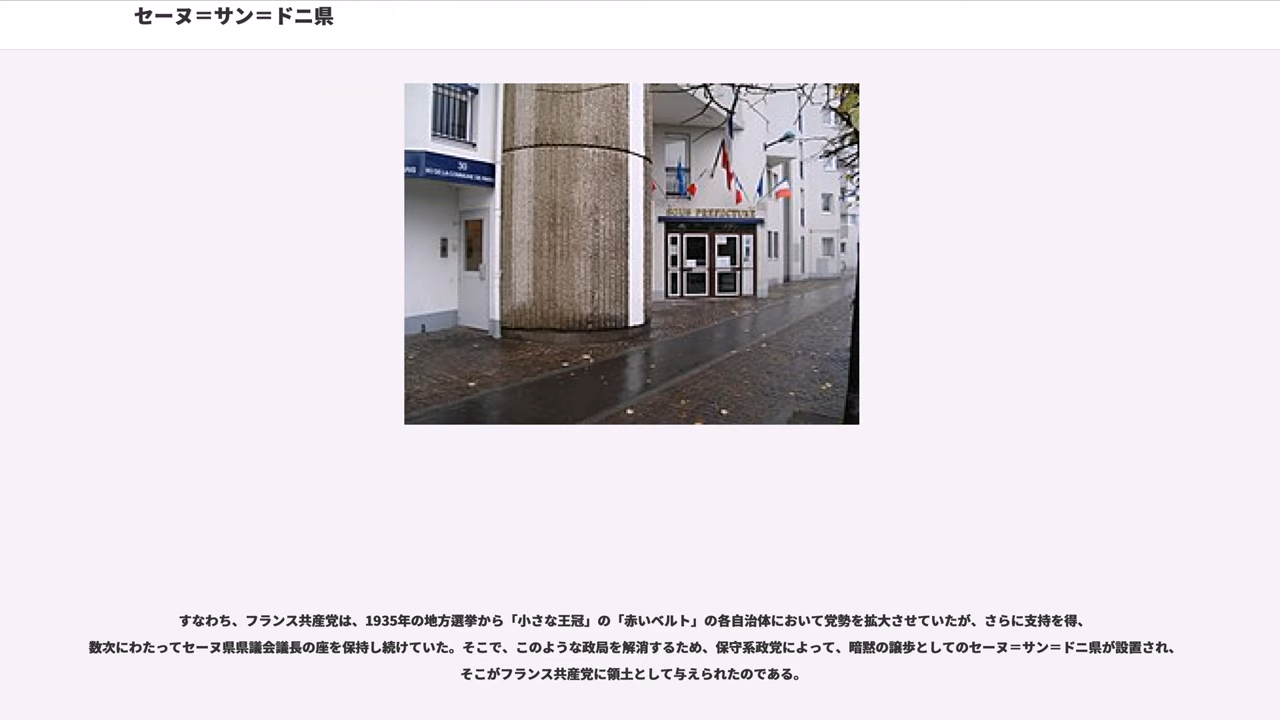 セーヌ＝サン＝ドニ県
30
DE LA COMMUNE DE PARIS
SOUS PREFECTURE
すなわち、フランス共産党は、1935年の地方選挙から「小さな王冠」の「赤いベルト」の各自治体において党勢を拡大させていたが、さらに支持を得、
数次にわたってセーヌ県県議会議長の座を保持し続けていた。そこで、このような政局を解消するため、保守系政党によって、暗黙の譲歩としてのセーヌ＝サン＝ドニ県が設置され、
そこがフランス共産党に領土として与えられたのである。